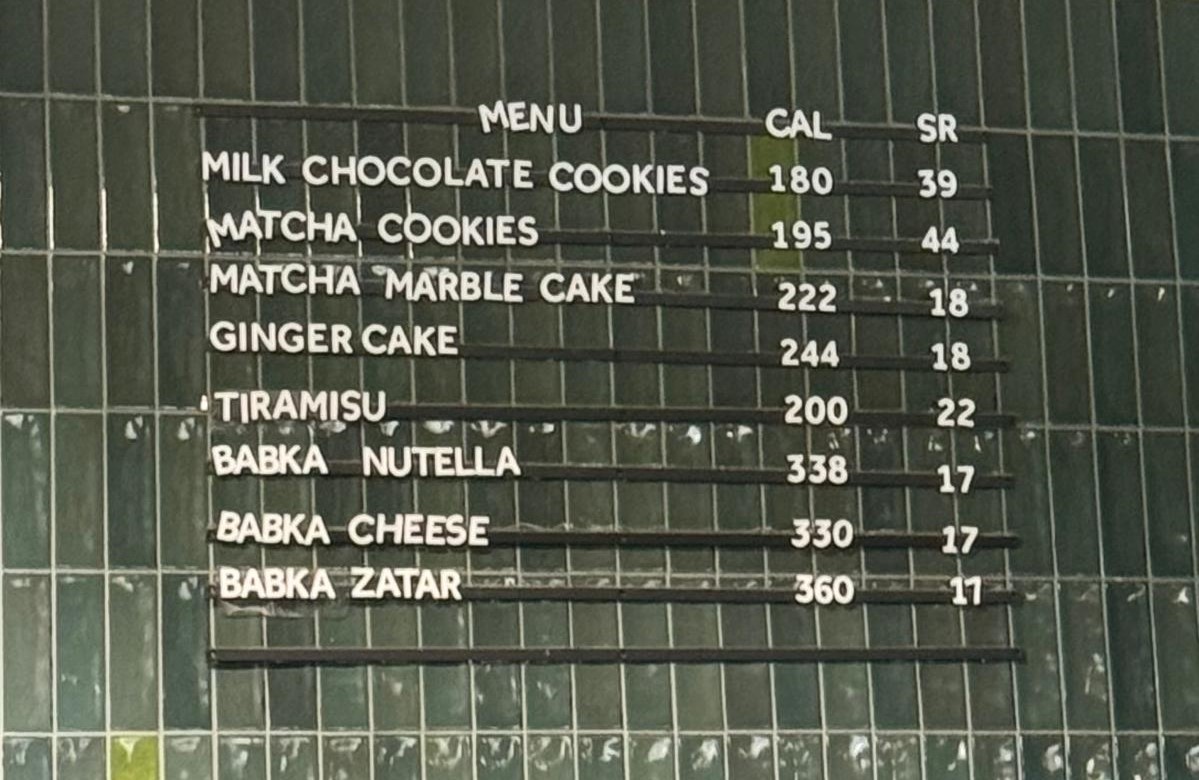 MENU CAL SR
MILK CHOCOLATE COOKIES 180 39
MATCHA COOKIES 195 44
MATCHA MARBLE CAKE 222 18
GINGER CAKE 244 18
TIRAMISU 200 22
BABKA NUTELLA 338 17
BABKA CHEESE 330 17
BABKA ZATAR 360 17